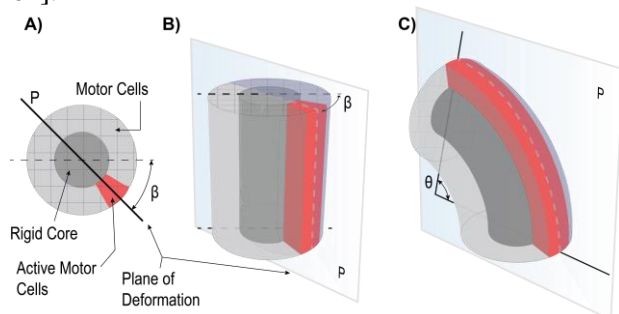 A)
B)
C)
P
Motor Cells
β
Rigid Core
Active Motor
Cells
Plane of
Deformation
β
P
P
θ